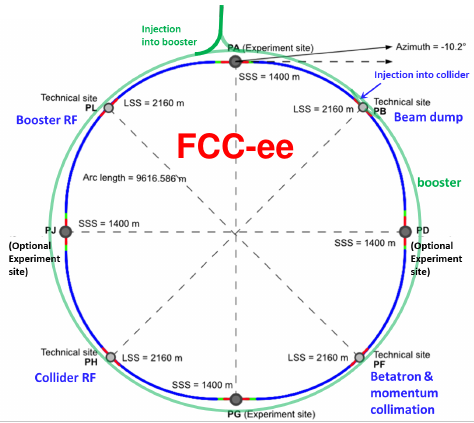 Injection
into booster
PA (Experiment site)
Azimuth = -10.2°
SSS = 1400 m
Injection into collider
Technical site
PL
LSS = 2160 m
LSS = 2160 m
Technical site
PB
Booster RF
Beam dump
FCC-ee
Arc length = 9616.586 m
booster
SSS = 1400 m
PJ
PD
SSS = 1400 m
(Optional
Experiment
site)
(Optional
Experiment
site)
Technical site
PH
LSS = 2160 m
LSS = 2160 m
Technical site
PF
Collider RF
SSS = 1400 m
Betatron &
momentum
collimation
PG (Experiment site)